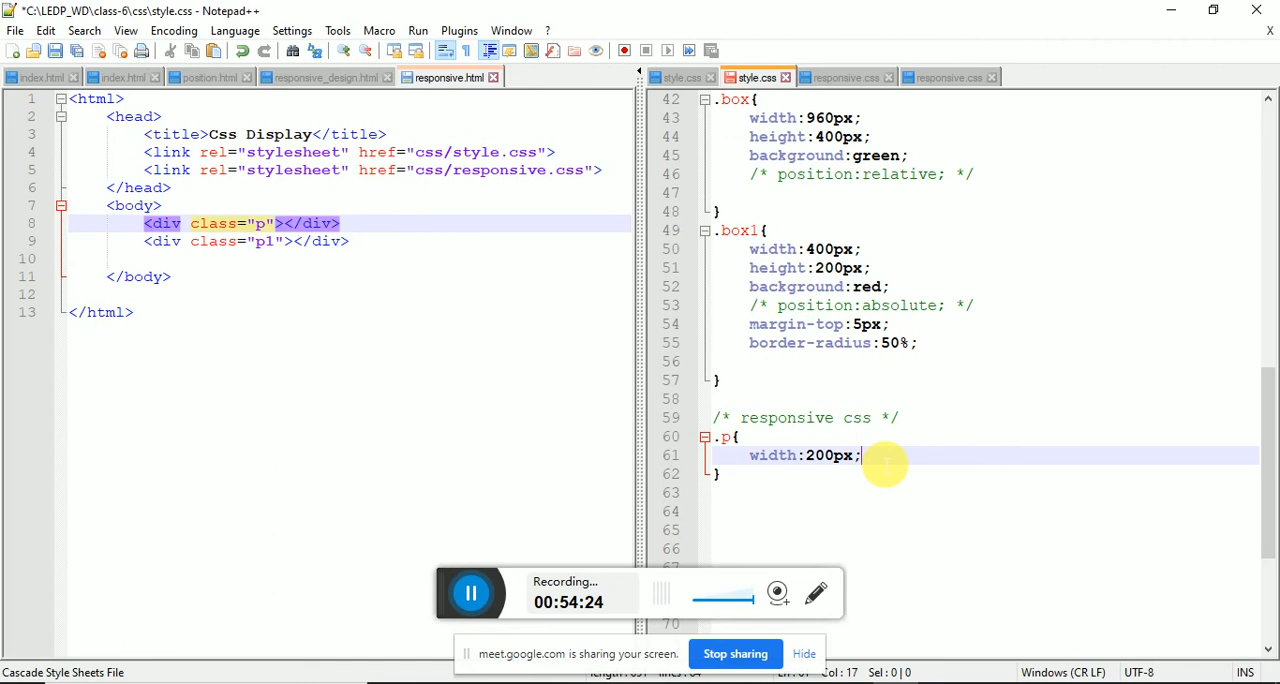 *C:\LEDP_WD\class-6\css\style.css - Notepad++
File Edit Search View Encoding Language Settings Tools Macro Run Plugins Window ? X
index.html index.html position.html responsive_design.html responsive.html
style.css style.css responsive.css responsive.css
1 <html>
2 <head>
3 <title>Css Display</title>
4 <link rel="stylesheet" href="css/style.css">
5 <link rel="stylesheet" href="css/responsive.css">
6 </head>
7 <body>
8 <div class="p"></div>
9 <div class="p1"></div>
10
11 </body>
12
13 </html>
42 .box{
43 width:960px;
44 height:400px;
45 background:green;
46 /* position:relative; */
47
48 }
49 .box1{
50 width:400px;
51 height:200px;
52 background:red;
53 /* position:absolute; */
54 margin-top:5px;
55 border-radius:50%;
56
57 }
58
59 /* responsive css */
60 .p{
61 width:200px;
62 }
63
64
65
66
70
Recording...
00:54:24
meet.google.com is sharing your screen. Stop sharing Hide
Cascade Style Sheets File Col : 17 Sel : 0 | 0 Windows (CR LF) UTF-8 INS